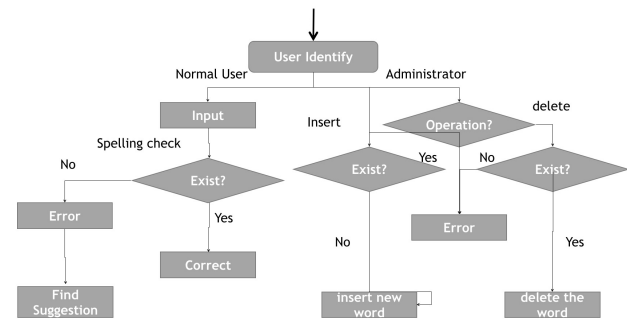 User Identify
Normal User
Administrator
Input
Insert
Operation?
delete
Spelling check
No
Exist?
Yes
Exist?
Yes
No
Exist?
Error
Error
No
Yes
Correct
Find
Suggestion
insert new
word
delete the
word